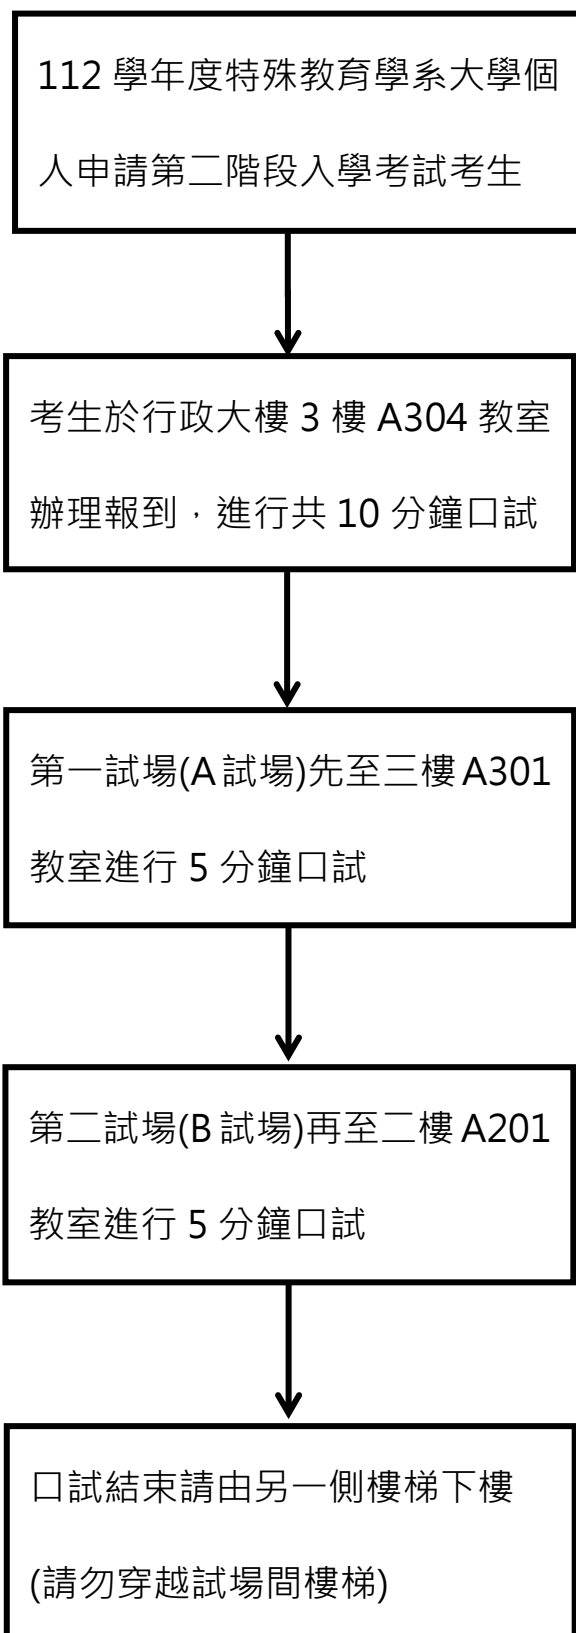 112 學年度特殊教育學系大學個
人申請第二階段入學考試考生
考生於行政大樓 3 樓 A304 教室
辦理報到，進行共 10 分鐘口試
第一試場(A 試場)先至三樓 A301
教室進行 5 分鐘口試
第二試場(B 試場)再至二樓 A201
教室進行 5 分鐘口試
口試結束請由另一側樓梯下樓
(請勿穿越試場間樓梯)